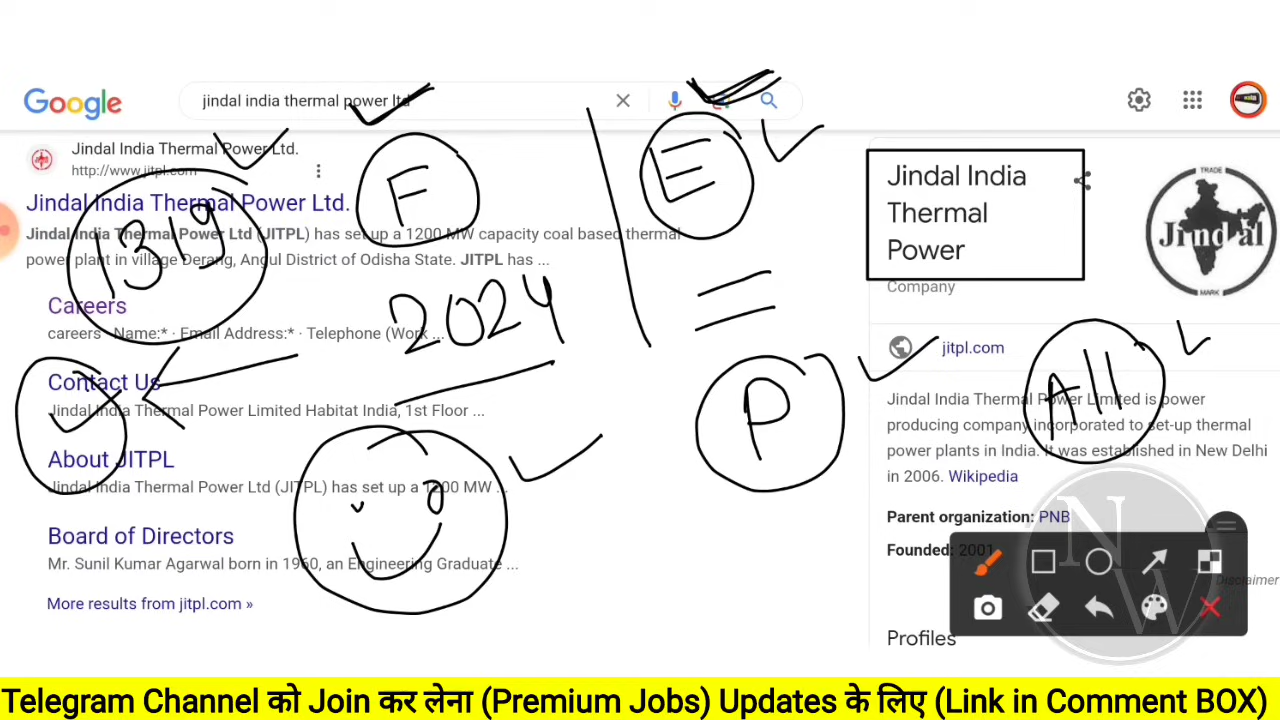 Google
jindal india thermal power ltd
Jindal India Thermal Power Ltd.
http://www.jitpl.com
Jindal India Thermal Power Ltd.
Jindal India Thermal Power Ltd (JITPL) has set up a 1200 MW capacity coal based thermal
power plant in village Derang, Angul District of Odisha State. JITPL has ...
Careers
careers · Name:* · Email Address:* · Telephone (Work ...
Contact Us
Jindal India Thermal Power Limited Habitat India, 1st Floor ...
About JITPL
Jindal India Thermal Power Ltd (JITPL) has set up a 1200 MW ...
Board of Directors
Mr. Sunil Kumar Agarwal born in 1960, an Engineering Graduate ...
More results from jitpl.com »
1319
F
2024
E
=
P
All
Jindal India
Thermal
Power
Company
TRADE
Jindal
MARK
jitpl.com
Jindal India Thermal Power Limited is power
producing company incorporated to set-up thermal
power plants in India. It was established in New Delhi
in 2006. Wikipedia
Parent organization: PNB
Founded: 2001
Disclaimer
Profiles
NW
Telegram Channel को Join कर लेना (Premium Jobs) Updates के लिए (Link in Comment BOX)